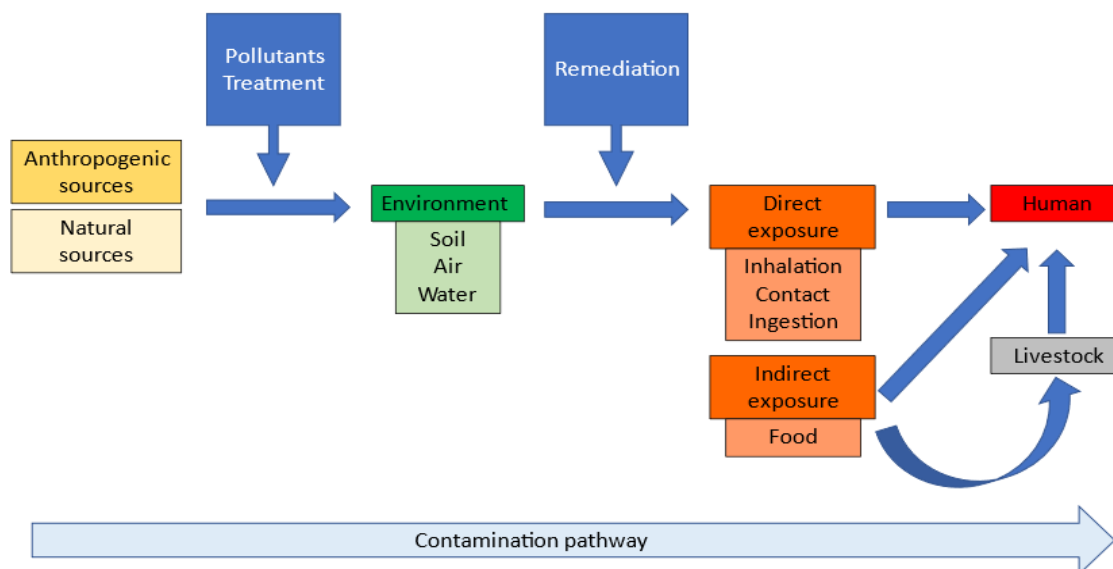 Pollutants
Treatment
Remediation
Anthropogenic
sources
Natural
sources
Environment
Soil
Air
Water
Direct
exposure
Inhalation
Contact
Ingestion
Indirect
exposure
Food
Human
Livestock
Contamination pathway